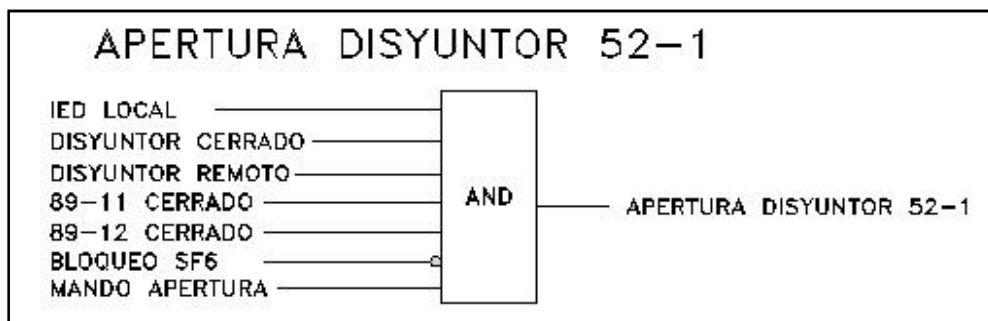 APERTURA DISYUNTOR 52-1
IED LOCAL
DISYUNTOR CERRADO
DISYUNTOR REMOTO
89-11 CERRADO
89-12 CERRADO
BLOQUEO SF6
MANDO APERTURA
AND
APERTURA DISYUNTOR 52-1